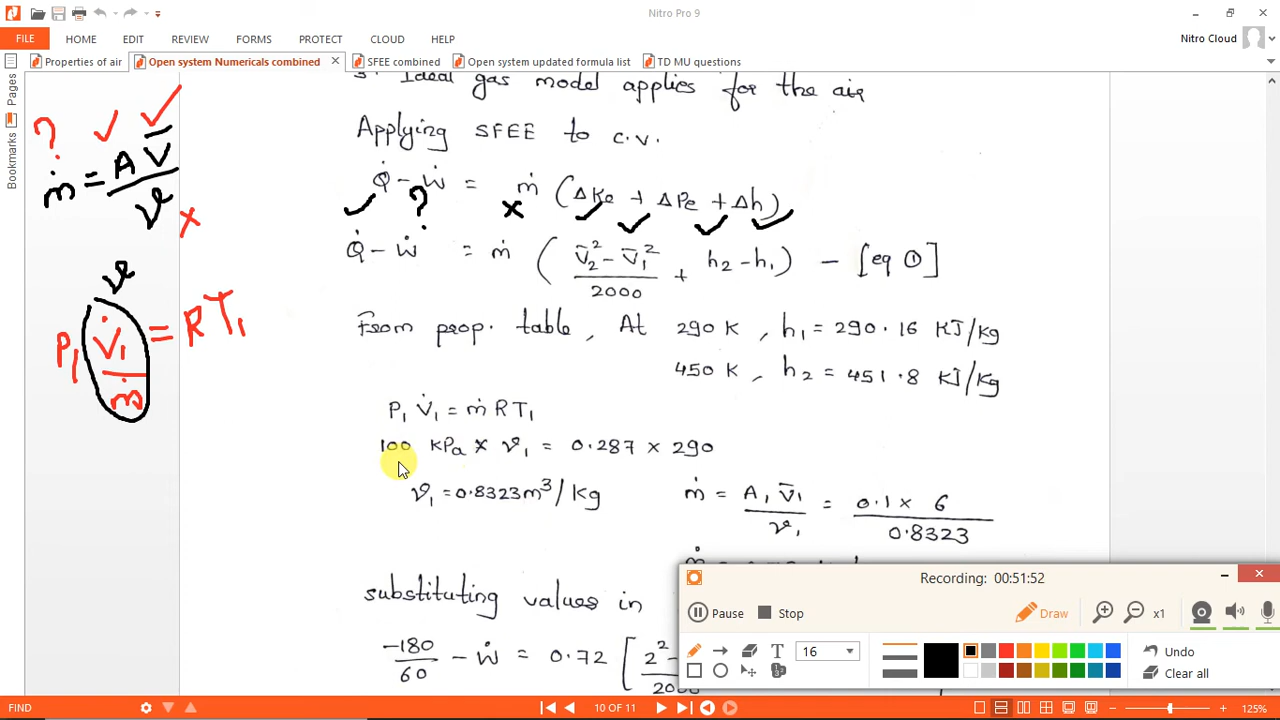 Nitro Pro 9
FILE HOME EDIT REVIEW FORMS PROTECT CLOUD HELP Nitro Cloud
Properties of air Open system Numericals combined SFEE combined Open system updated formula list TD MU questions
Pages
Bookmarks
3. Ideal gas model applies for the air
Applying SFEE to c.v.
Q̇ - Ẇ = ṁ (ΔKe + ΔPe + Δh)
?
Q̇ - Ẇ = ṁ ( V̄₂² - V̄₁² / 2000 + h₂ - h₁ ) - [eq ①]
From prop. table, At 290 K, h₁ = 290.16 KJ/Kg
450 K, h₂ = 451.8 KJ/Kg
P₁ V̇₁ = ṁ R T₁
100 KPa × v₁ = 0.287 × 290
v₁ = 0.8323 m³/Kg
ṁ = A₁ V̄₁ / v₁ = 0.1 × 6 / 0.8323
substituting values in
-180 / 60 - Ẇ = 0.72 [ 2² -
?
ṁ = A V̄ / v
v
P₁ V̇₁ / ṁ = R T₁
Recording: 00:51:52
Pause Stop Draw x1
T 16 Undo
Clear all
FIND 10 OF 11 125%